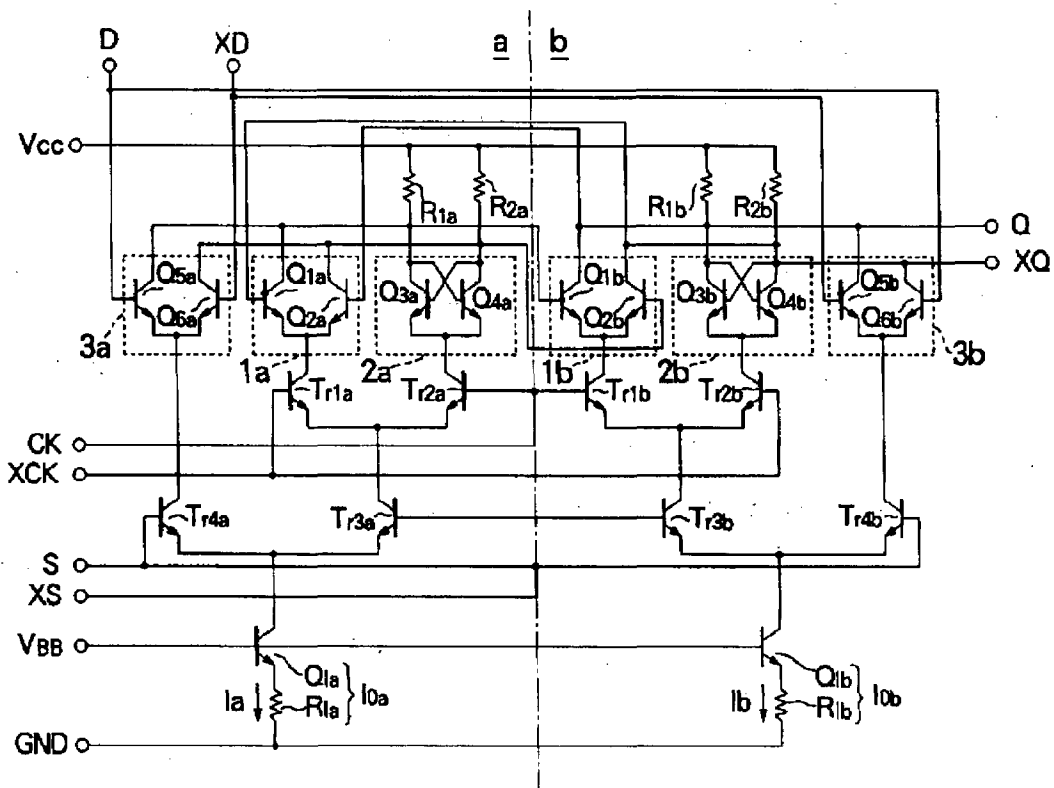 D XD a b
Vcc
R1a R2a R1b R2b
Q
XQ
Q5a Q1a Q3a Q4a Q1b Q3b Q4b Q5b
Q6a Q2a Q2b Q6b
3a 1a 2a 1b 2b 3b
Tr1a Tr2a Tr1b Tr2b
CK
XCK
Tr4a Tr3a Tr3b Tr4b
S
XS
VBB
QIa QIb
Ia RIa I0a Ib RIb I0b
GND